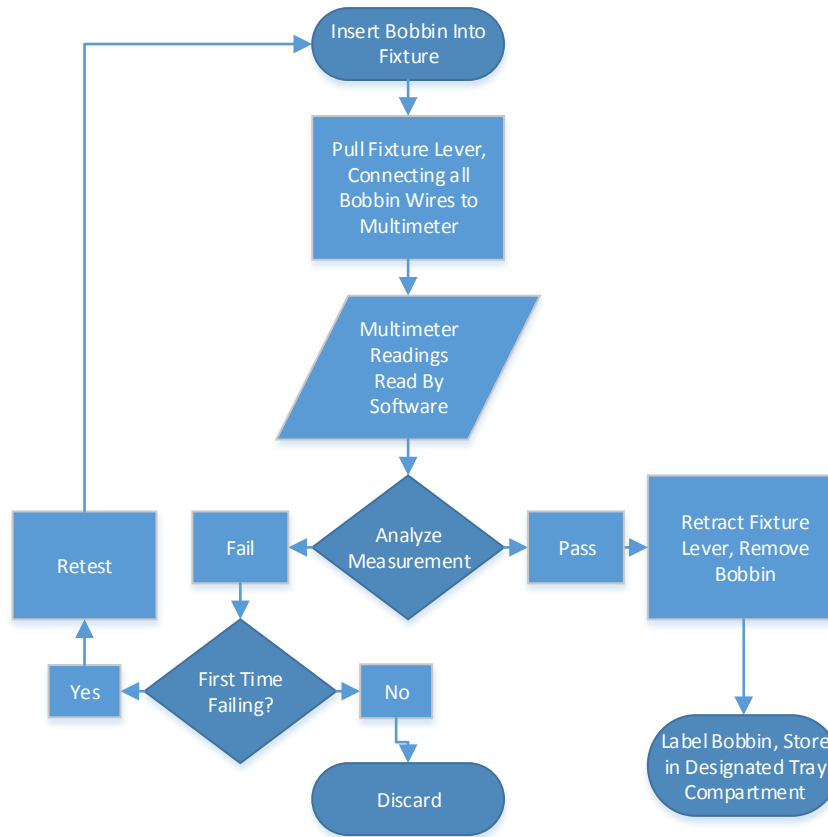 Insert Bobbin Into
Fixture
Pull Fixture Lever,
Connecting all
Bobbin Wires to
Multimeter
Multimeter
Readings
Read By
Software
Analyze
Measurement
Fail
Pass
Retract Fixture
Lever, Remove
Bobbin
Retest
First Time
Failing?
Yes
No
Label Bobbin, Store
in Designated Tray
Compartment
Discard